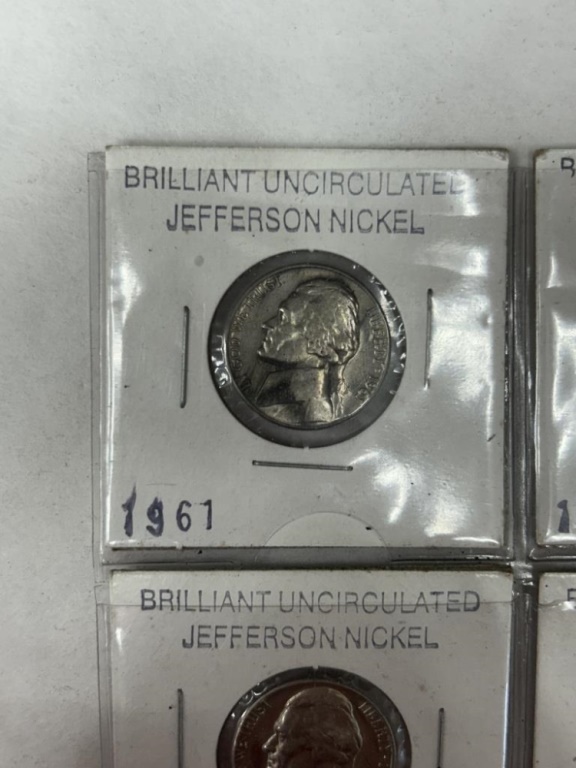 BRILLIANT UNCIRCULATED
JEFFERSON NICKEL
1961
BRILLIANT UNCIRCULATED
JEFFERSON NICKEL